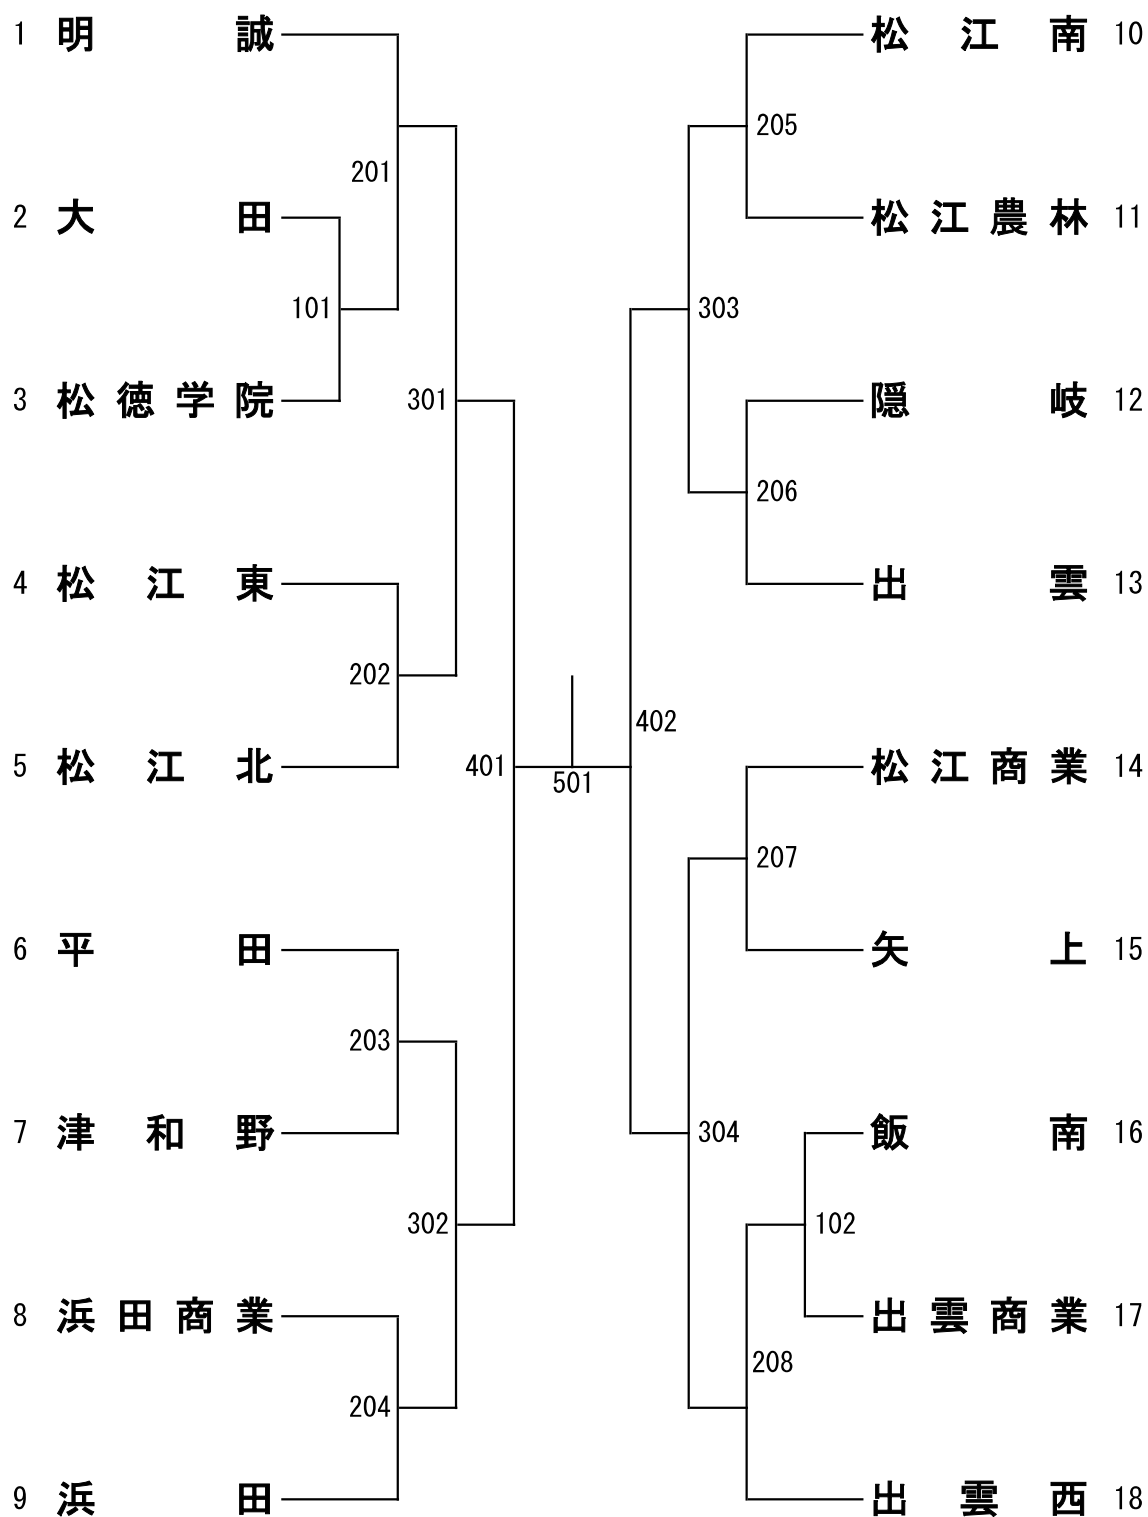 1 明誠
松江南 10
205
201
2 大田
松江農林 11
101
303
3 松徳学院
301
隠岐 12
206
4 松江東
出雲 13
202
402
5 松江北
401
501
松江商業 14
207
6 平田
矢上 15
203
7 津和野
304
飯南 16
302
102
8 浜田商業
出雲商業 17
208
204
9 浜田
出雲西 18